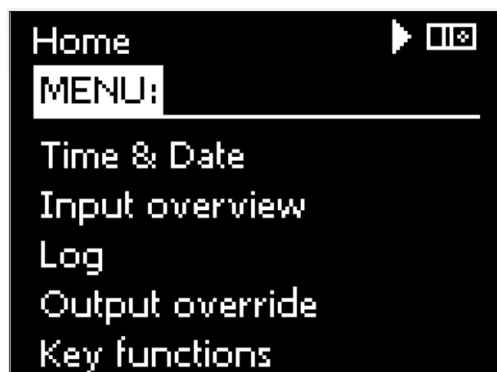 Home
MENU:
Time & Date
Input overview
Log
Output override
Key functions